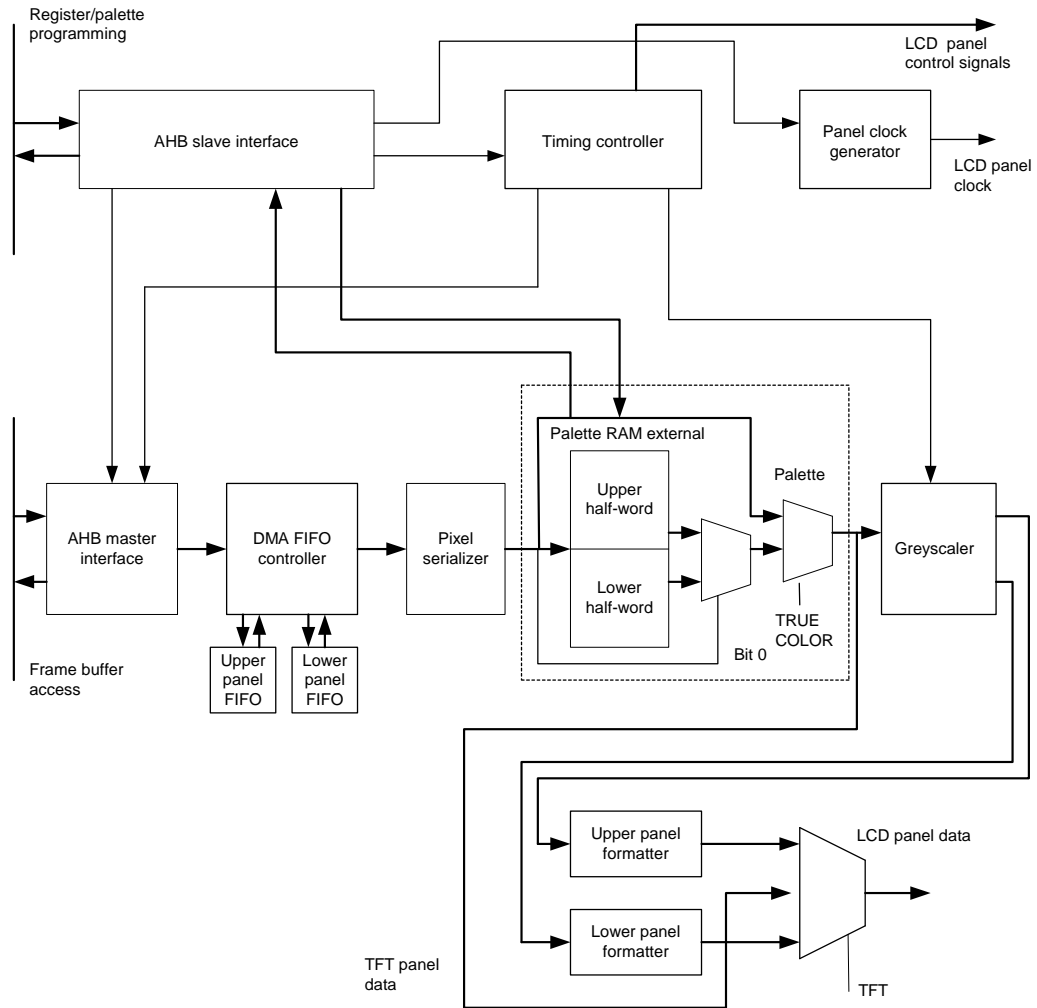 Register/palette
programming
LCD panel
control signals
AHB slave interface
Timing controller
Panel clock
generator
LCD panel
clock
Palette RAM external
Palette
Upper
half-word
Lower
half-word
AHB master
interface
DMA FIFO
controller
Pixel
serializer
Greyscaler
TRUE
COLOR
Bit 0
Upper
panel
FIFO
Lower
panel
FIFO
Frame buffer
access
Upper panel
formatter
LCD panel data
Lower panel
formatter
TFT panel
data
TFT